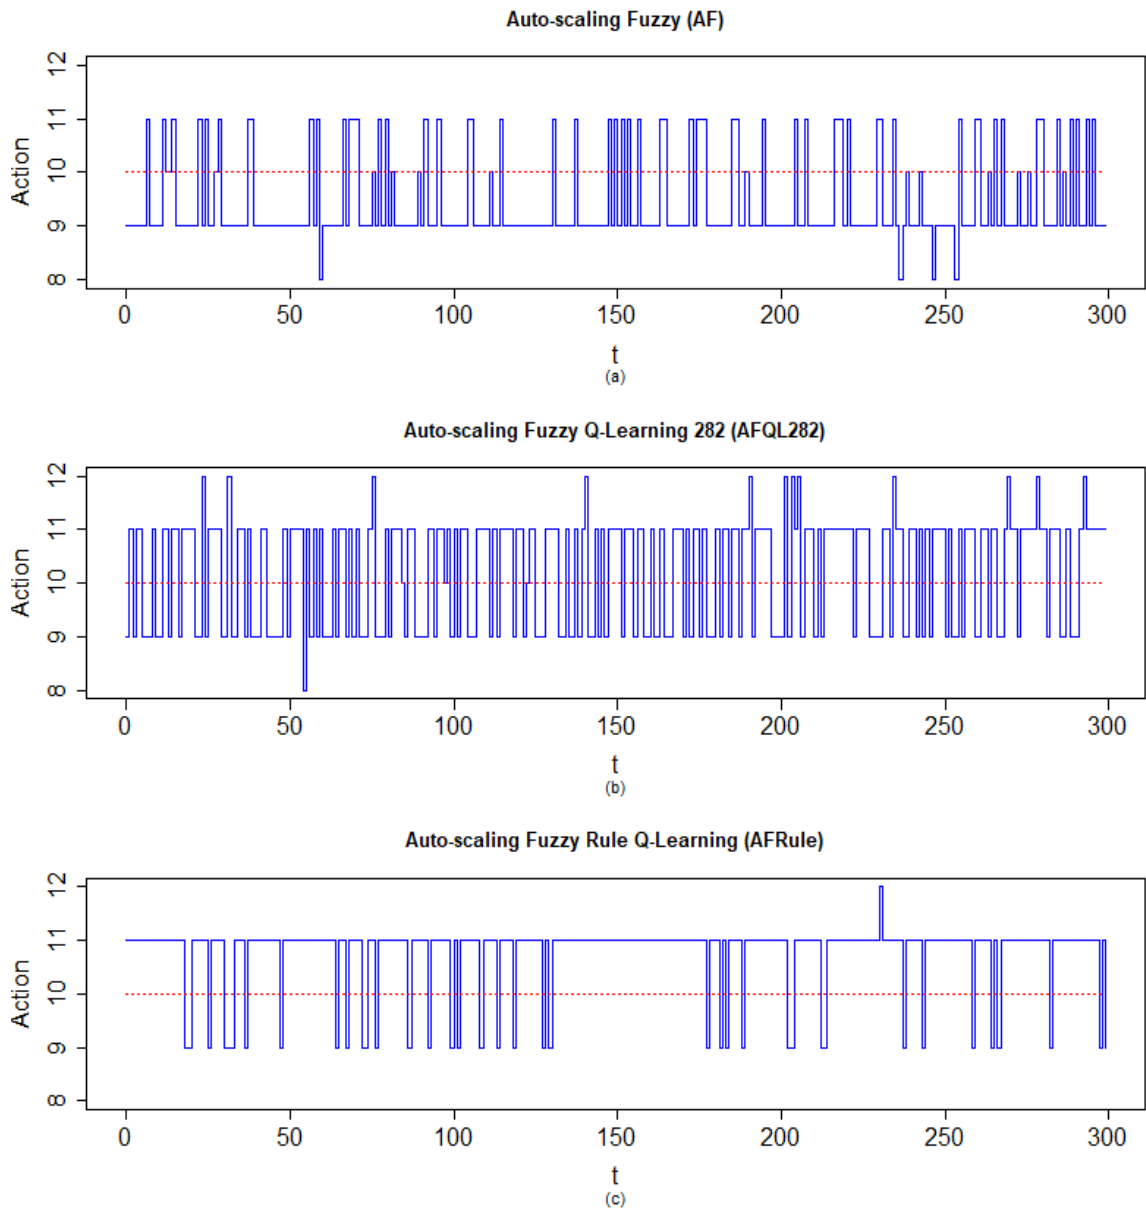 Auto-scaling Fuzzy (AF)
12
11
10
9
8
Action
0 50 100 150 200 250 300
t
(a)
Auto-scaling Fuzzy Q-Learning 282 (AFQL282)
12
11
10
9
8
Action
0 50 100 150 200 250 300
t
(b)
Auto-scaling Fuzzy Rule Q-Learning (AFRule)
12
11
10
9
8
Action
0 50 100 150 200 250 300
t
(c)